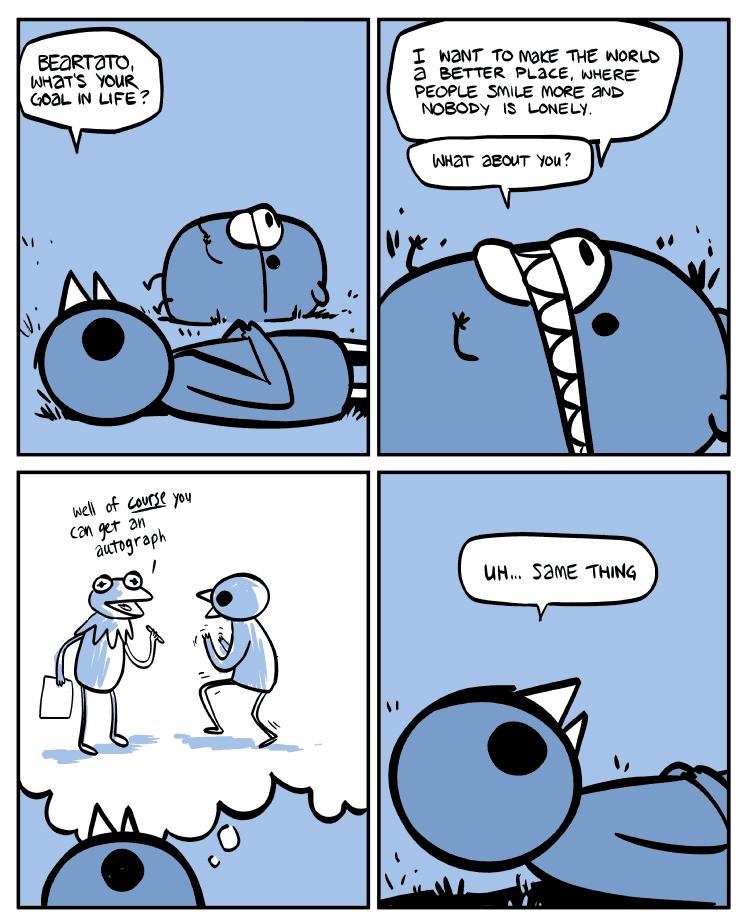 BEARTATO,
WHAT'S YOUR
GOAL IN LIFE?
I WANT TO MAKE THE WORLD
A BETTER PLACE, WHERE
PEOPLE SMILE MORE AND
NOBODY IS LONELY.
WHAT ABOUT YOU?
well of course you
can get an
autograph
UH... SAME THING